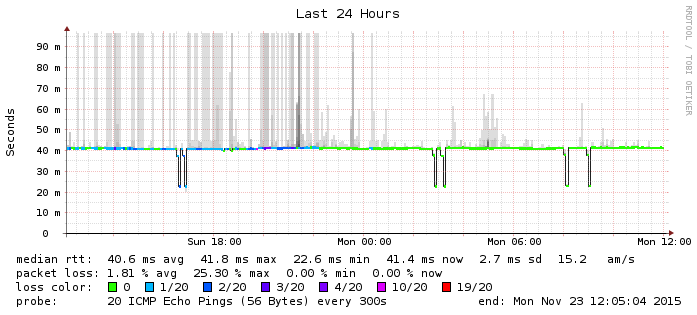 Last 24 Hours
RRDTOOL / TOBI OETIKER
Seconds
90 m
80 m
70 m
60 m
50 m
40 m
30 m
20 m
10 m
0
Sun 18:00 Mon 00:00 Mon 06:00 Mon 12:00
median rtt: 40.6 ms avg 41.8 ms max 22.6 ms min 41.4 ms now 2.7 ms sd 15.2 am/s
packet loss: 1.81 % avg 25.30 % max 0.00 % min 0.00 % now
loss color: 0 1/20 2/20 3/20 4/20 10/20 19/20
probe: 20 ICMP Echo Pings (56 Bytes) every 300s end: Mon Nov 23 12:05:04 2015